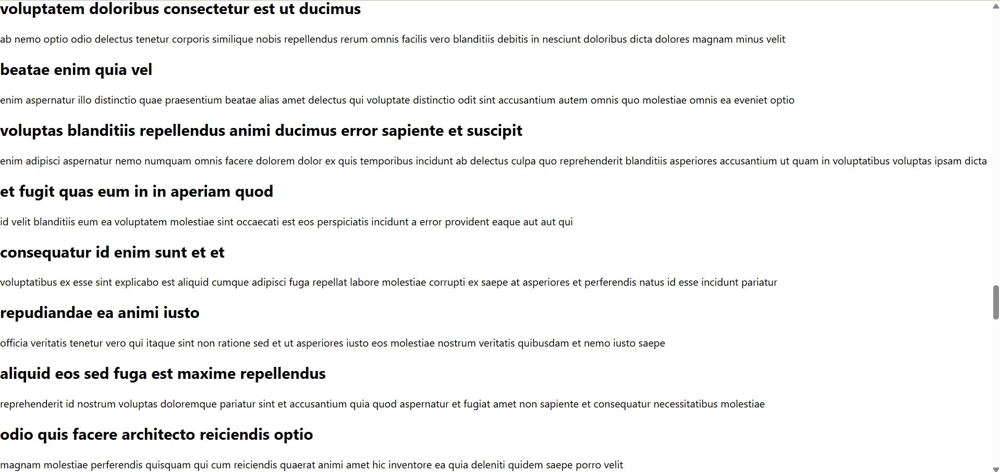 voluptatem doloribus consectetur est ut ducimus
ab nemo optio odio delectus tenetur corporis similique nobis repellendus rerum omnis facilis vero blanditiis debitis in nesciunt doloribus dicta dolores magnam minus velit
beatae enim quia vel
enim aspernatur illo distinctio quae praesentium beatae alias amet delectus qui voluptate distinctio odit sint accusantium autem omnis quo molestiae omnis ea eveniet optio
voluptas blanditiis repellendus animi ducimus error sapiente et suscipit
enim adipisci aspernatur nemo numquam omnis facere dolorem dolor ex quis temporibus incidunt ab delectus culpa quo reprehenderit blanditiis asperiores accusantium ut quam in voluptatibus voluptas ipsam dicta
et fugit quas eum in in aperiam quod
id velit blanditiis eum ea voluptatem molestiae sint occaecati est eos perspiciatis incidunt a error provident eaque aut aut qui
consequatur id enim sunt et et
voluptatibus ex esse sint explicabo est aliquid cumque adipisci fuga repellat labore molestiae corrupti ex saepe at asperiores et perferendis natus id esse incidunt pariatur
repudiandae ea animi iusto
officia veritatis tenetur vero qui itaque sint non ratione sed et ut asperiores iusto eos molestiae nostrum veritatis quibusdam et nemo iusto saepe
aliquid eos sed fuga est maxime repellendus
reprehenderit id nostrum voluptas doloremque pariatur sint et accusantium quia quod aspernatur et fugiat amet non sapiente et consequatur necessitatibus molestiae
odio quis facere architecto reiciendis optio
magnam molestiae perferendis quisquam qui cum reiciendis quaerat animi amet hic inventore ea quia deleniti quidem saepe porro velit